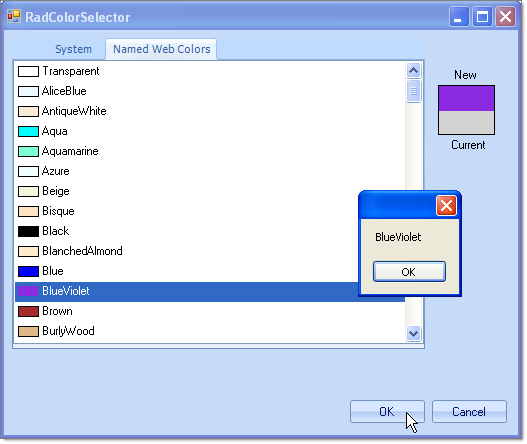 RadColorSelector
System
Named Web Colors
Transparent
AliceBlue
AntiqueWhite
Aqua
Aquamarine
Azure
Beige
Bisque
Black
BlanchedAlmond
Blue
BlueViolet
Brown
BurlyWood
New
Current
BlueViolet
OK
OK
Cancel